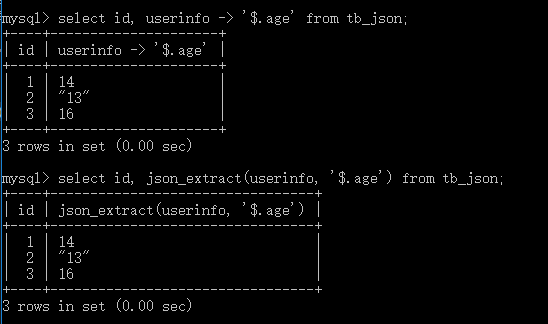 mysql> select id, userinfo -> '$.age' from tb_json;
+----+---------------------+
| id | userinfo -> '$.age' |
+----+---------------------+
|  1 | 14                  |
|  2 | "13"                |
|  3 | 16                  |
+----+---------------------+
3 rows in set (0.00 sec)
mysql> select id, json_extract(userinfo, '$.age') from tb_json;
+----+---------------------------------+
| id | json_extract(userinfo, '$.age') |
+----+---------------------------------+
|  1 | 14                              |
|  2 | "13"                            |
|  3 | 16                              |
+----+---------------------------------+
3 rows in set (0.00 sec)